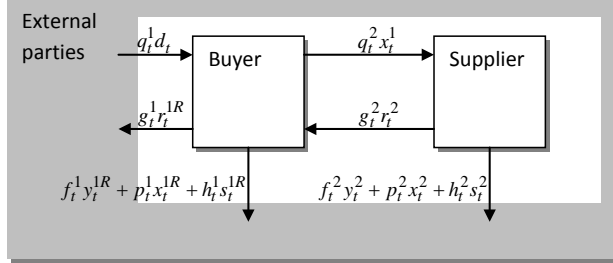 External
parties
q_t^1 d_t
Buyer
q_t^2 x_t^1
Supplier
g_t^1 r_t^{1R}
g_t^2 r_t^2
f_t^1 y_t^{1R} + p_t^1 x_t^{1R} + h_t^1 s_t^{1R}
f_t^2 y_t^2 + p_t^2 x_t^2 + h_t^2 s_t^2